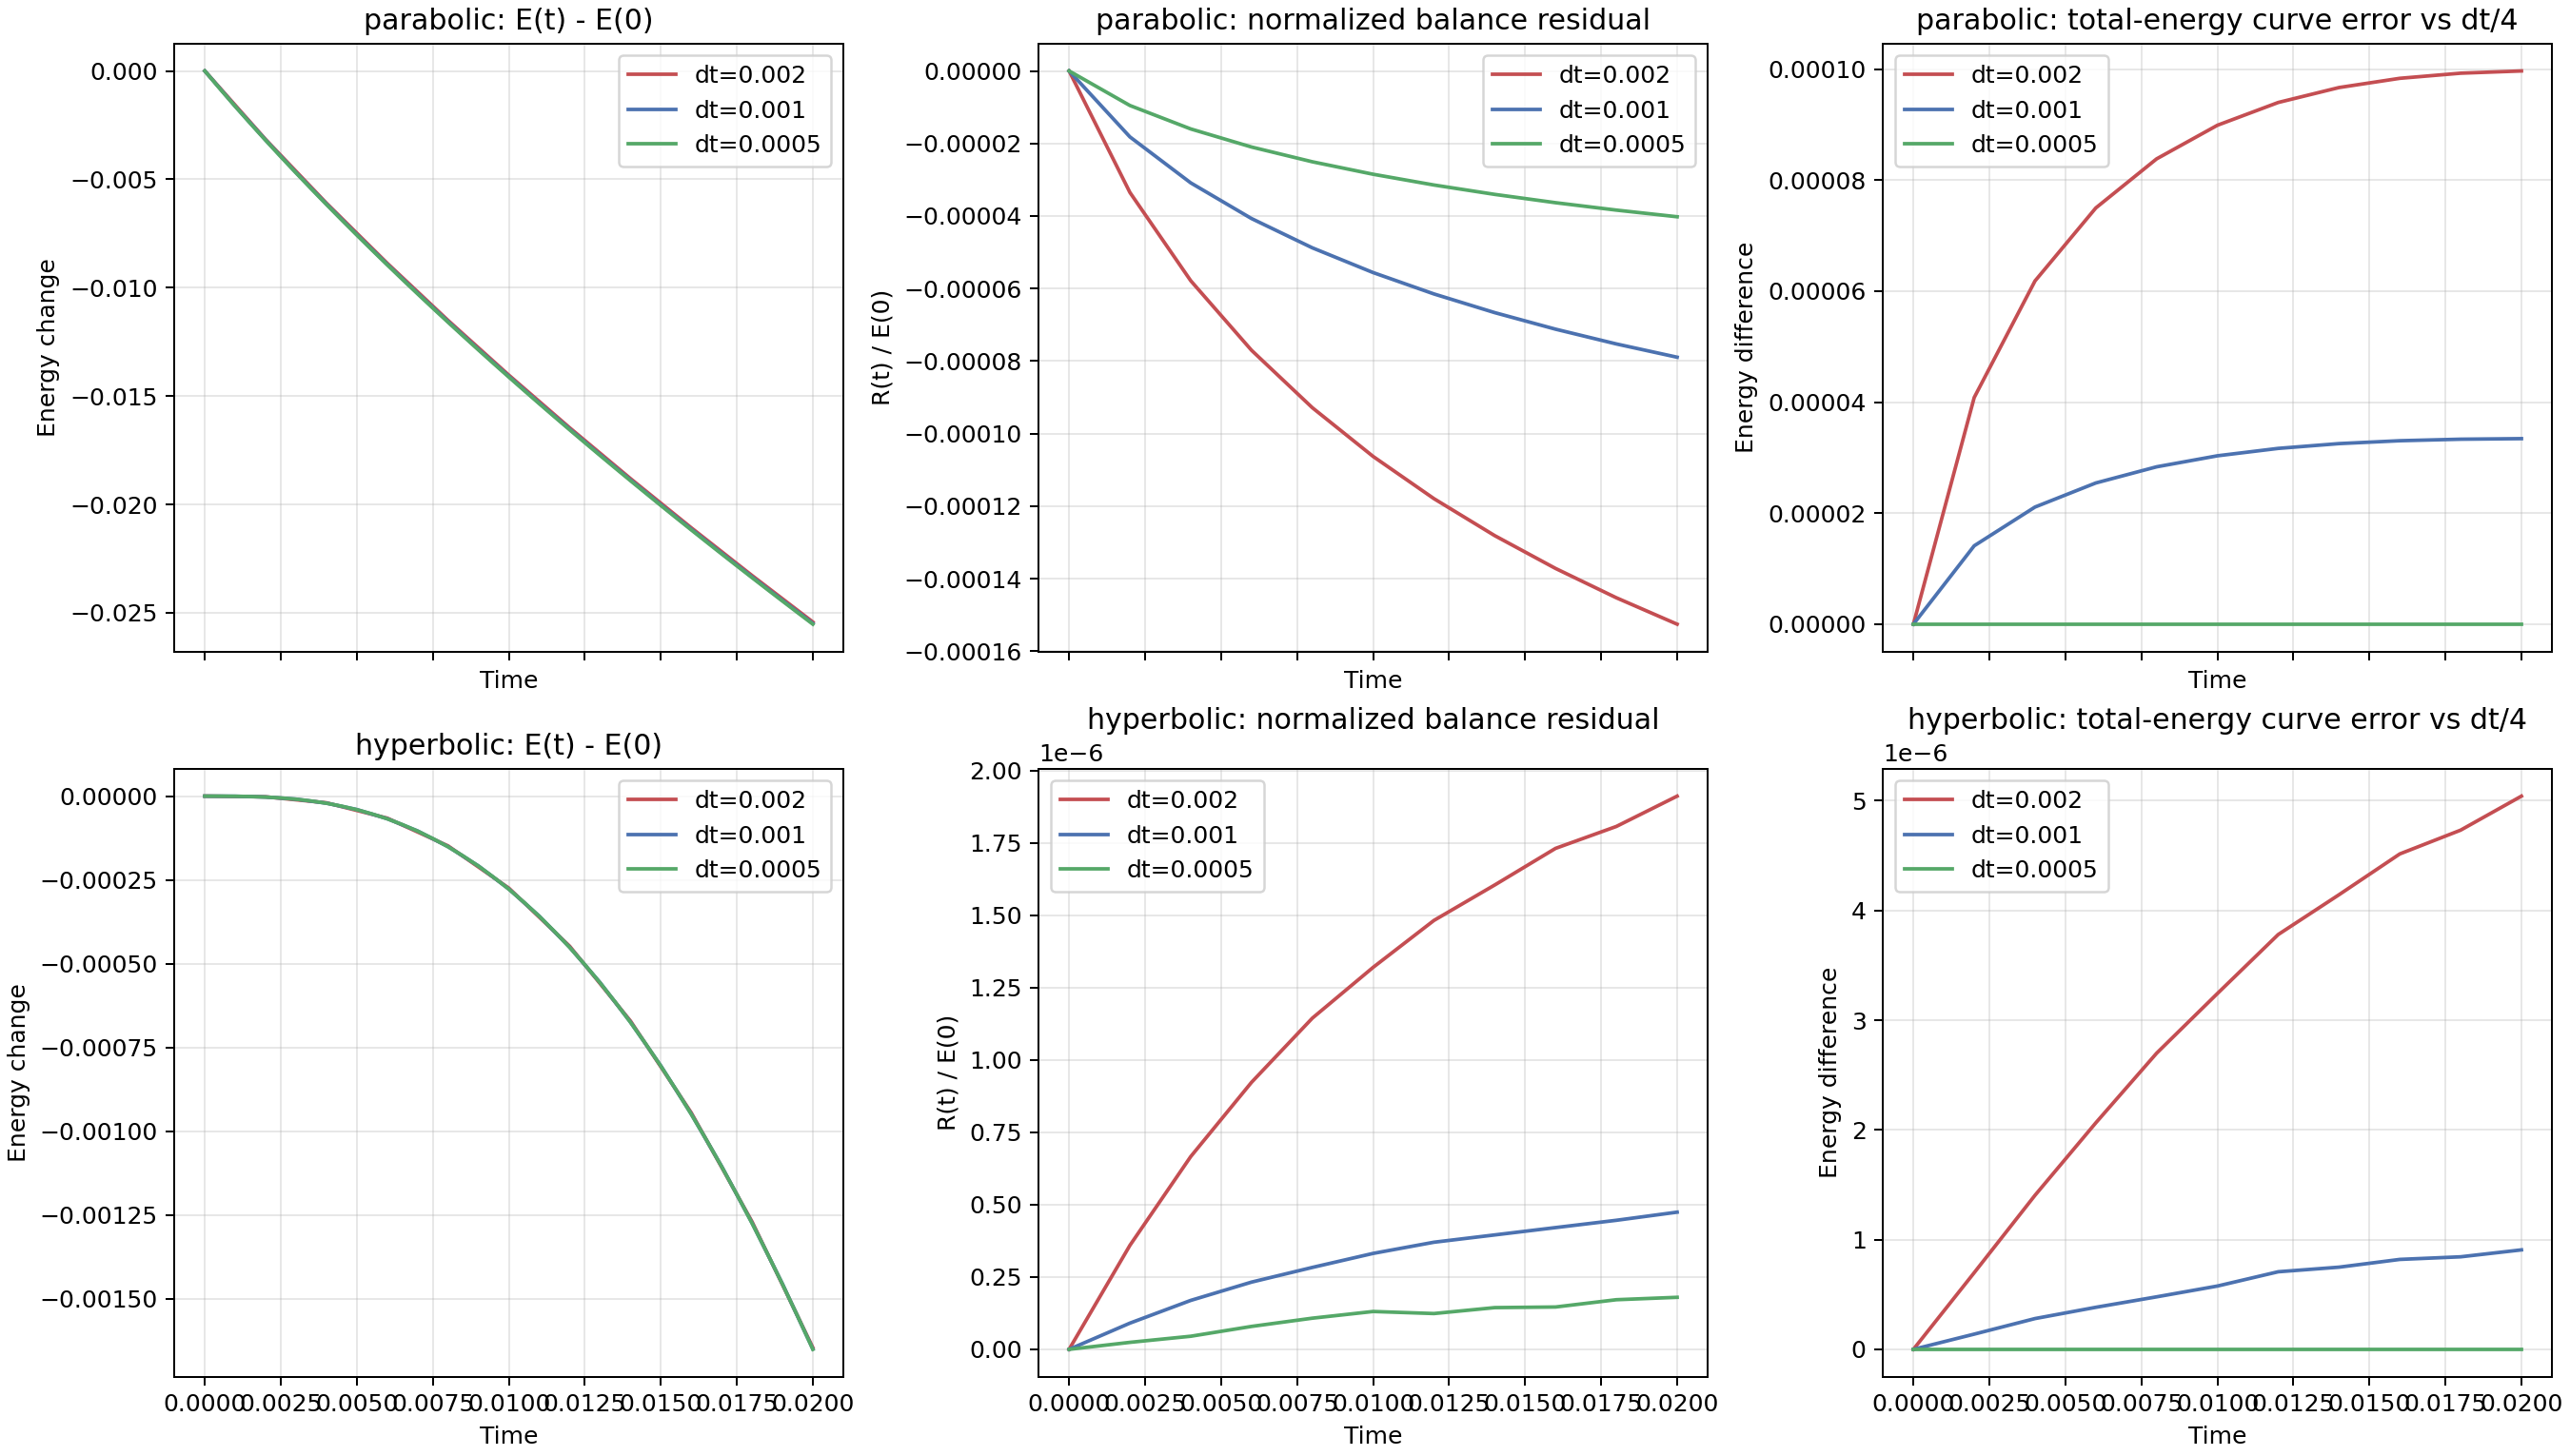 parabolic: E(t) - E(0)
Energy change
0.000
−0.005
−0.010
−0.015
−0.020
−0.025
dt=0.002
dt=0.001
dt=0.0005
Time
parabolic: normalized balance residual
R(t) / E(0)
0.00000
−0.00002
−0.00004
−0.00006
−0.00008
−0.00010
−0.00012
−0.00014
−0.00016
dt=0.002
dt=0.001
dt=0.0005
Time
parabolic: total-energy curve error vs dt/4
Energy difference
0.00010
0.00008
0.00006
0.00004
0.00002
0.00000
dt=0.002
dt=0.001
dt=0.0005
Time
hyperbolic: E(t) - E(0)
Energy change
0.00000
−0.00025
−0.00050
−0.00075
−0.00100
−0.00125
−0.00150
dt=0.002
dt=0.001
dt=0.0005
0.0000 0.0025 0.0050 0.0075 0.0100 0.0125 0.0150 0.0175 0.0200
Time
hyperbolic: normalized balance residual
1e−6
R(t) / E(0)
2.00
1.75
1.50
1.25
1.00
0.75
0.50
0.25
0.00
dt=0.002
dt=0.001
dt=0.0005
0.0000 0.0025 0.0050 0.0075 0.0100 0.0125 0.0150 0.0175 0.0200
Time
hyperbolic: total-energy curve error vs dt/4
1e−6
Energy difference
5
4
3
2
1
0
dt=0.002
dt=0.001
dt=0.0005
0.0000 0.0025 0.0050 0.0075 0.0100 0.0125 0.0150 0.0175 0.0200
Time